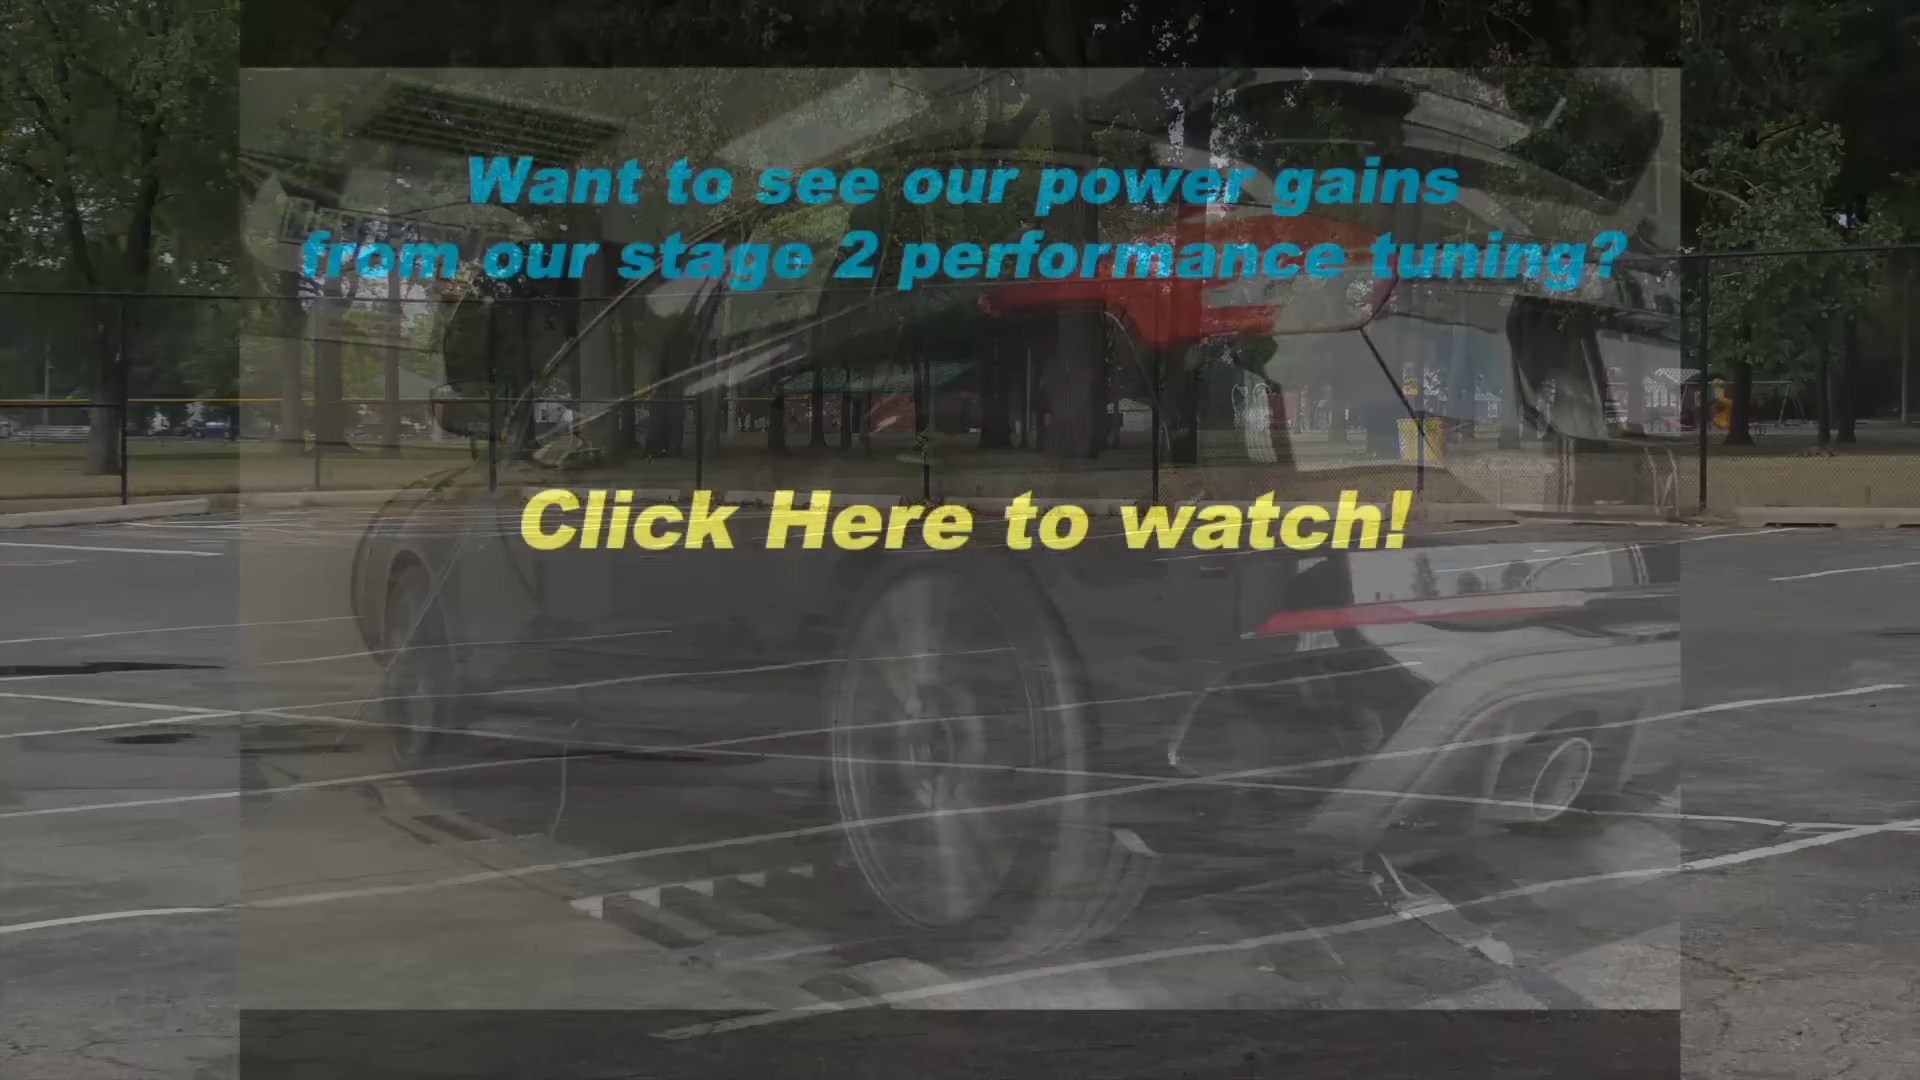 Want to see our power gains
from our stage 2 performance tuning?
Click Here to watch!